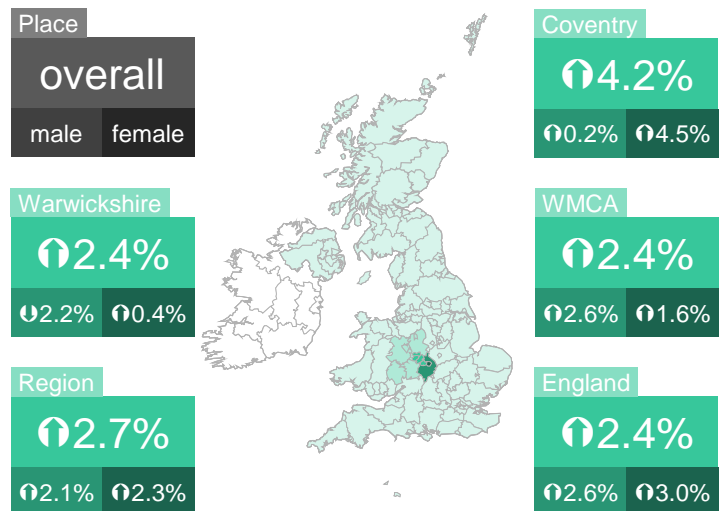 Place
overall
male female
Coventry
4.2%
0.2% 4.5%
Warwickshire
2.4%
2.2% 0.4%
WMCA
2.4%
2.6% 1.6%
Region
2.7%
2.1% 2.3%
England
2.4%
2.6% 3.0%